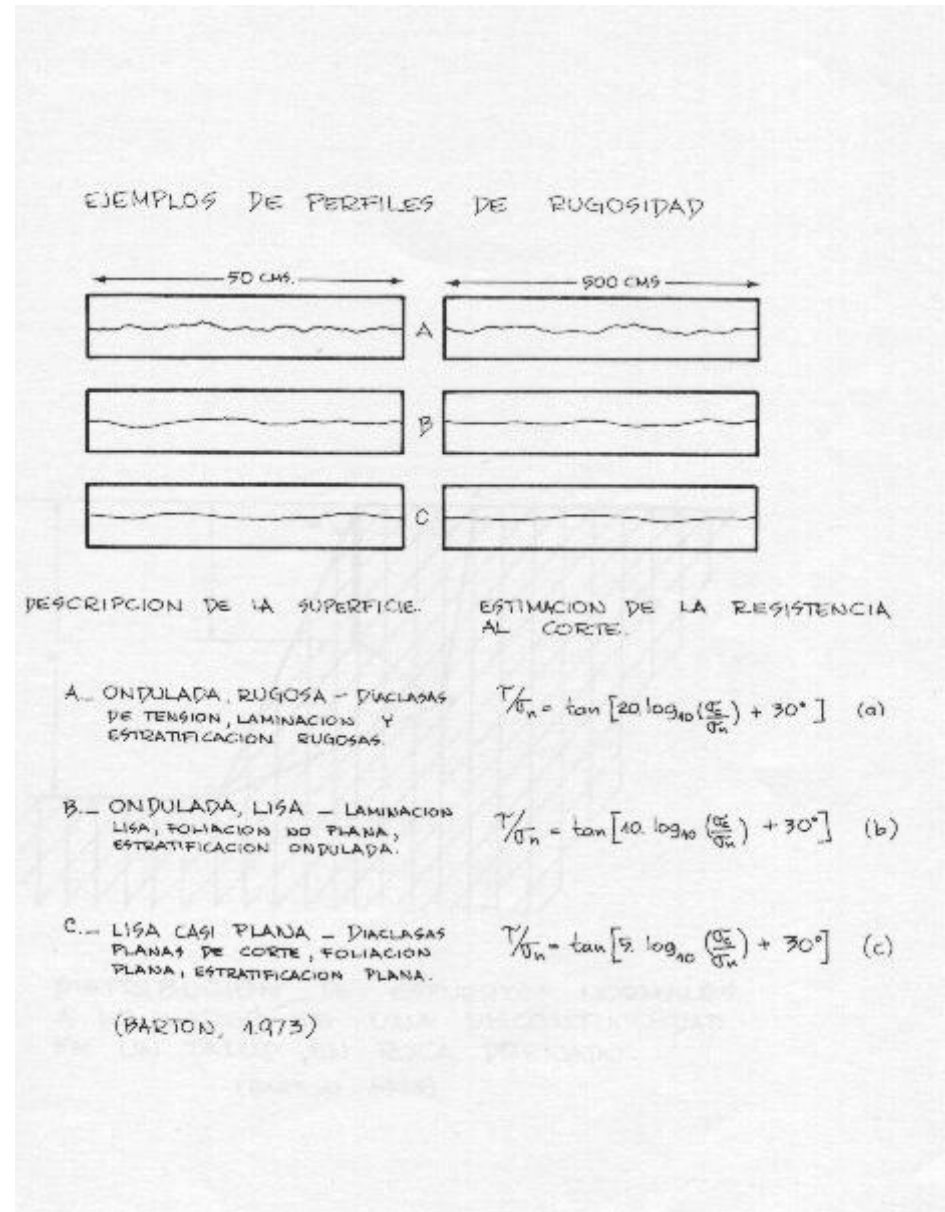 EJEMPLOS DE PERFILES DE RUGOSIDAD
50 CMS.
500 CMS
A
B
C
DESCRIPCION DE LA SUPERFICIE.
ESTIMACION DE LA RESISTENCIA
AL CORTE.
A._ ONDULADA, RUGOSA – DIACLASAS
DE TENSION, LAMINACION Y
ESTRATIFICACION RUGOSAS.
τ/σn = tan [20. log10 (σc/σn) + 30°] (a)
B._ ONDULADA, LISA – LAMINACION
LISA, FOLIACION NO PLANA,
ESTRATIFICACION ONDULADA.
τ/σn = tan [10. log10 (σc/σn) + 30°] (b)
C._ LISA CASI PLANA – DIACLASAS
PLANAS DE CORTE, FOLIACION
PLANA, ESTRATIFICACION PLANA.
τ/σn = tan [5. log10 (σc/σn) + 30°] (c)
(BARTON, 1.973)